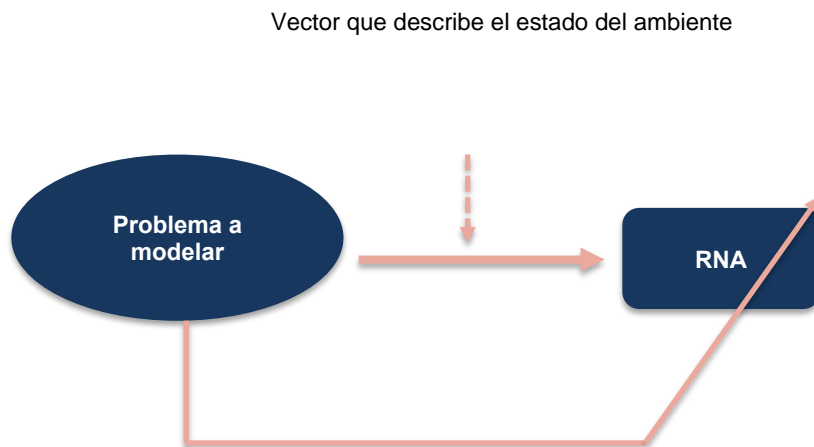 Vector que describe el estado del ambiente
Problema a
modelar
RNA